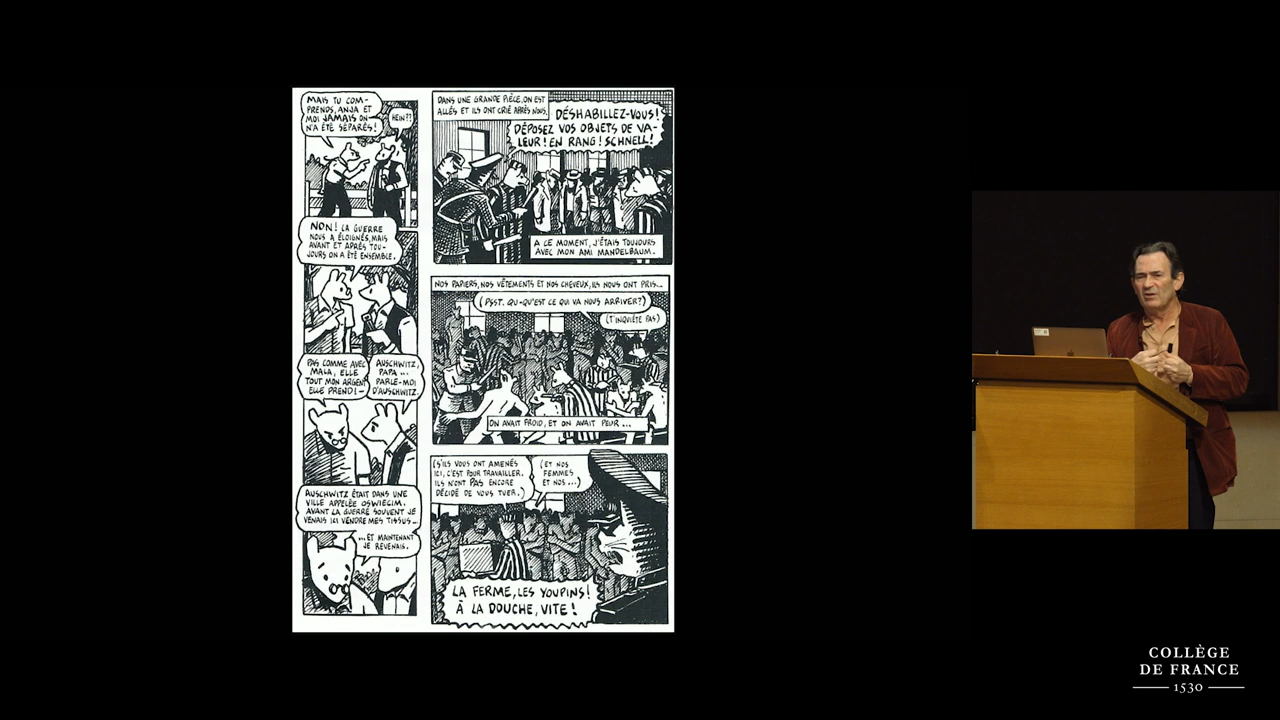 MAIS TU COM-
PRENDS, ANJA ET
MOI JAMAIS ON
N'A ÉTÉ SÉPARÉS!
HEIN??
NON! LA GUERRE
NOUS A ÉLOIGNÉS, MAIS
AVANT ET APRÈS TOU-
JOURS ON A ÉTÉ ENSEMBLE.
PAS COMME AVEC
MALA, ELLE
TOUT MON ARGENT
ELLE PREND!-
AUSCHWITZ,
PAPA...
PARLE-MOI
D'AUSCHWITZ.
AUSCHWITZ ÉTAIT DANS UNE
VILLE APPELÉE OSWIECIM.
AVANT LA GUERRE SOUVENT JE
VENAIS ICI VENDRE MES TISSUS...
...ET MAINTENANT
JE REVENAIS.
DANS UNE GRANDE PIÈCE, ON EST
ALLÉS ET ILS ONT CRIÉ APRÈS NOUS.
DÉSHABILLEZ-VOUS!
DÉPOSEZ VOS OBJETS DE VA-
LEUR! EN RANG! SCHNELL!
A CE MOMENT, J'ÉTAIS TOUJOURS
AVEC MON AMI MANDELBAUM.
NOS PAPIERS, NOS VÊTEMENTS ET NOS CHEVEUX, ILS NOUS ONT PRIS...
(PSST. QU-QU'EST CE QUI VA NOUS ARRIVER?)
(T'INQUIÈTE PAS)
ON AVAIT FROID, ET ON AVAIT PEUR...
(S'ILS VOUS ONT AMENÉS
ICI, C'EST POUR TRAVAILLER.
ILS N'ONT PAS ENCORE
DÉCIDÉ DE VOUS TUER.)
(ET NOS
FEMMES
ET NOS...)
LA FERME, LES YOUPINS!
À LA DOUCHE, VITE!
COLLÈGE
DE FRANCE
1530